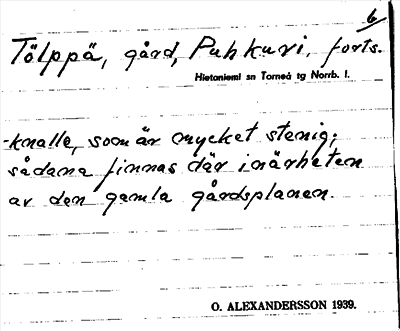 6
Tölppä, gård, Puhkuri, forts.
Hietaniemi sn Torneå tg Norrb. l.
-knalle, som är mycket stenig;
sådana finnas där i närheten
av den gamla gårdsplanen.
O. ALEXANDERSSON 1939.